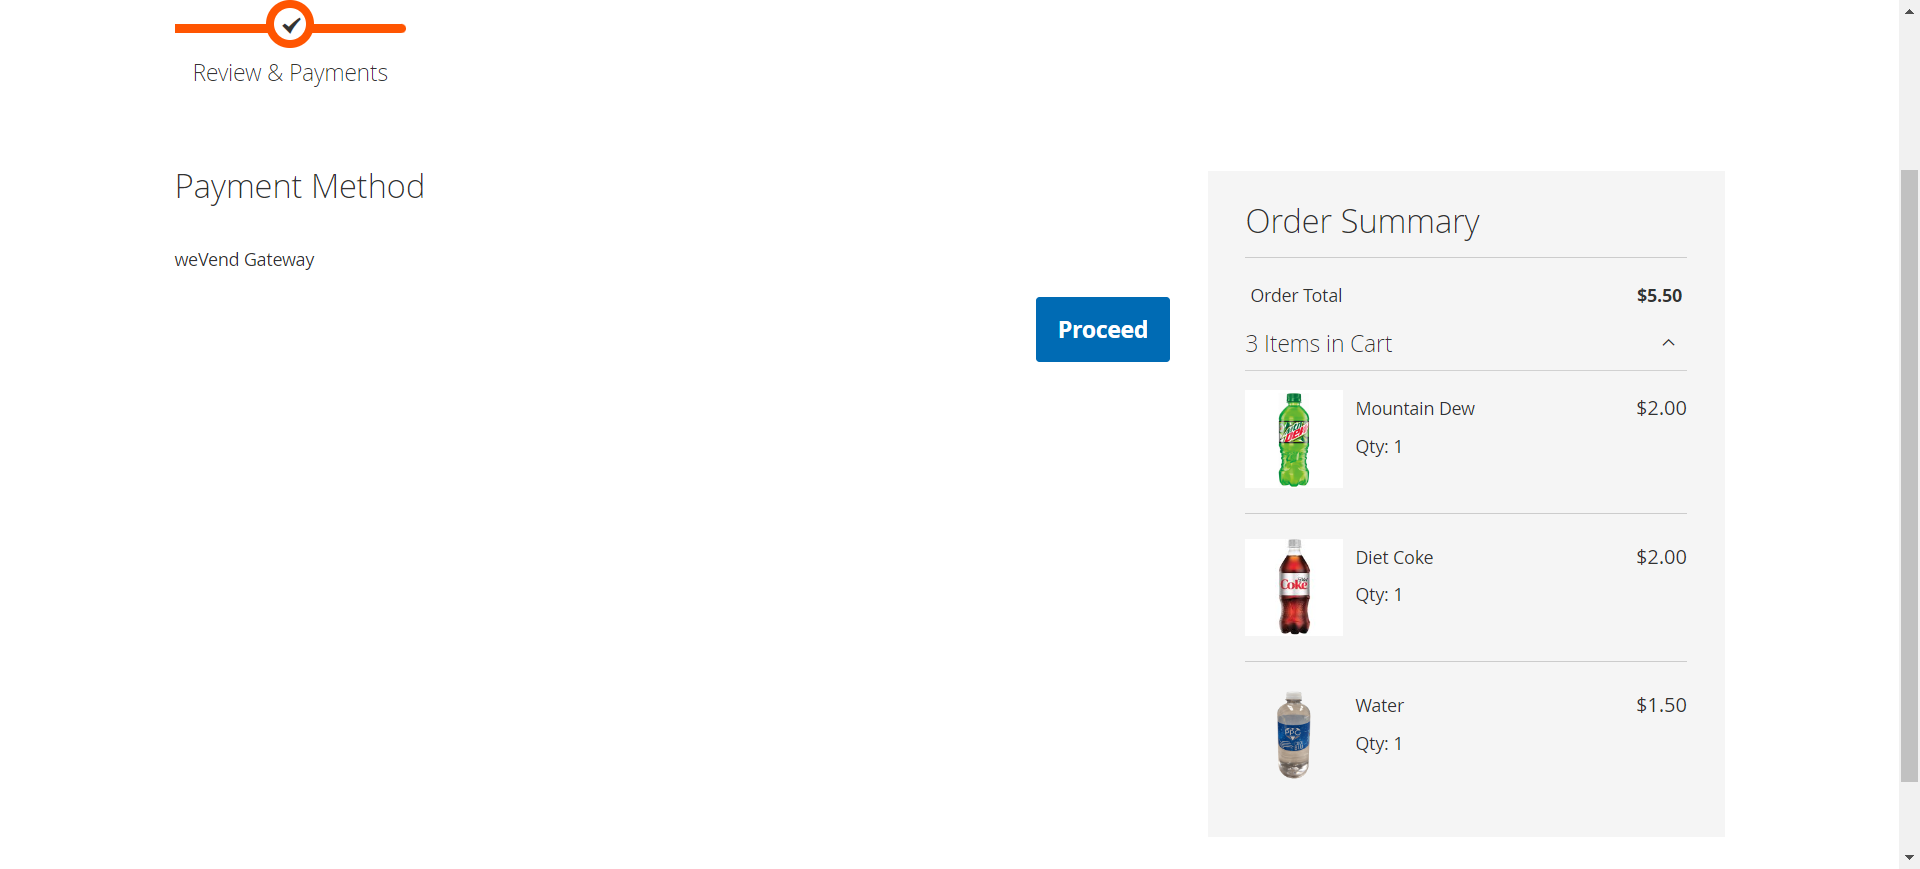 Review & Payments
Payment Method
weVend Gateway
Proceed
Order Summary
Order Total $5.50
3 Items in Cart
Mountain Dew $2.00
Qty: 1
Diet Coke $2.00
Qty: 1
Coke
Water $1.50
Qty: 1